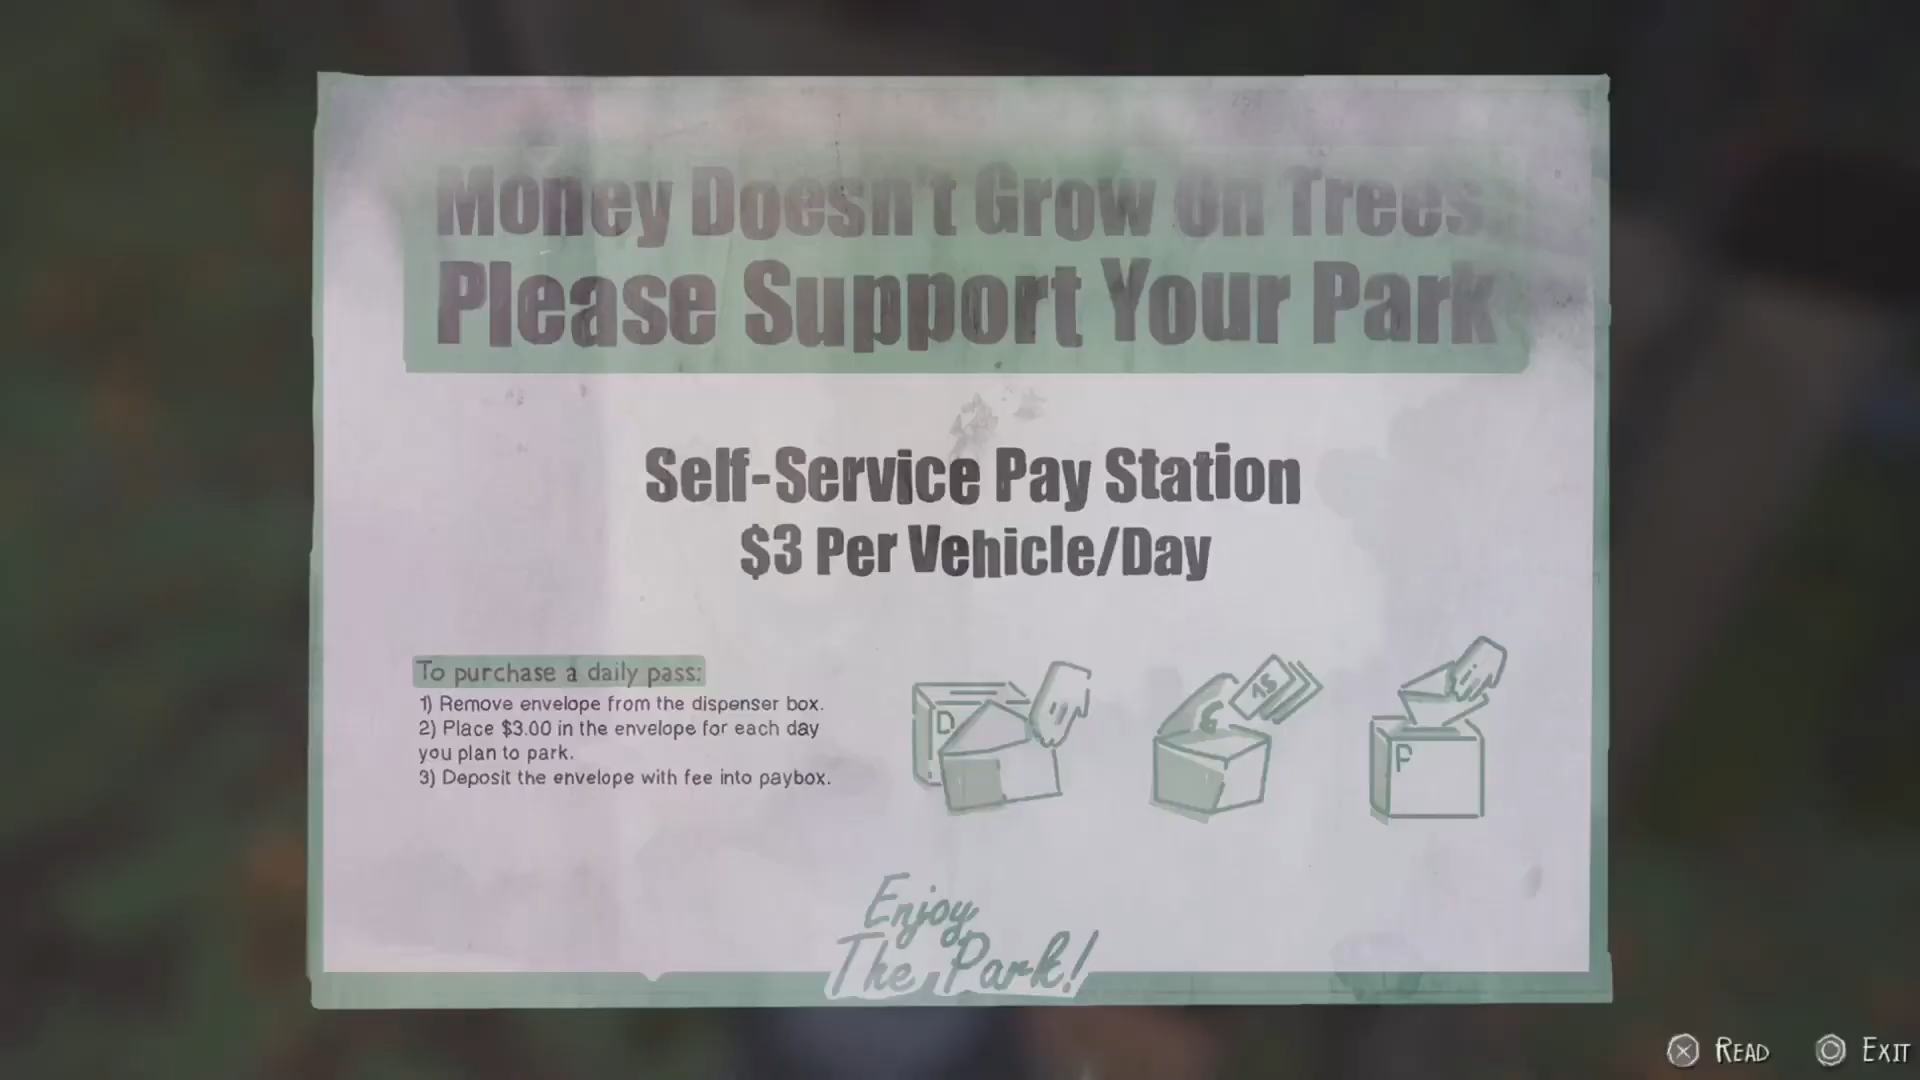 Money Doesn't Grow On Trees.
Please Support Your Park
Self-Service Pay Station
$3 Per Vehicle/Day
To purchase a daily pass:
1) Remove envelope from the dispenser box.
2) Place $3.00 in the envelope for each day
you plan to park.
3) Deposit the envelope with fee into paybox.
D
P
Enjoy
The Park!
READ
EXIT